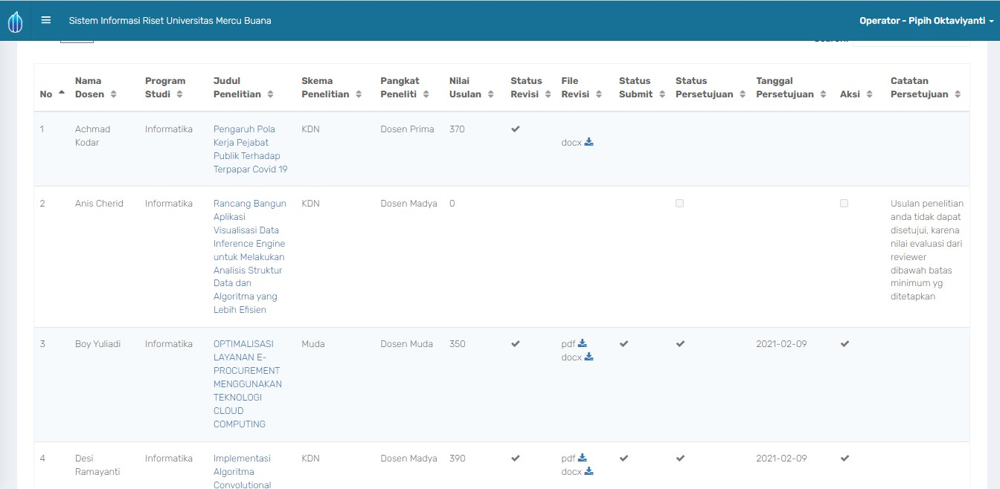 Sistem Informasi Riset Universitas Mercu Buana
Operator - Pipih Oktaviyanti
No
Nama Dosen
Program Studi
Judul Penelitian
Skema Penelitian
Pangkat Peneliti
Nilai Usulan
Status Revisi
File Revisi
Status Submit
Status Persetujuan
Tanggal Persetujuan
Aksi
Catatan Persetujuan
1
Achmad
Kodar
Informatika
Pengaruh Pola
Kerja Pejabat
Publik Terhadap
Terpapar Covid 19
KDN
Dosen Prima
370
docx
2
Anis Cherid
Informatika
Rancang Bangun
Aplikasi
Visualisasi Data
Inference Engine
untuk Melakukan
Analisis Struktur
Data dan
Algoritma yang
Lebih Efisien
KDN
Dosen Madya
0
Usulan penelitian
anda tidak dapat
disetujui, karena
nilai evaluasi dari
reviewer
dibawah batas
minimum yg
ditetapkan
3
Boy Yuliadi
Informatika
OPTIMALISASI
LAYANAN E-
PROCUREMENT
MENGGUNAKAN
TEKNOLOGI
CLOUD
COMPUTING
Muda
Dosen Muda
350
pdf
docx
2021-02-09
4
Desi
Ramayanti
Informatika
Implementasi
Algoritma
Convolutional
KDN
Dosen Madya
390
pdf
docx
2021-02-09